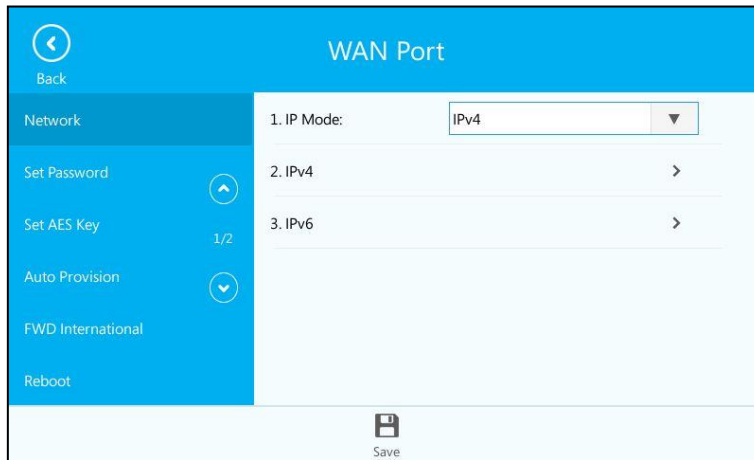 WAN Port
Back
Network
Set Password
Set AES Key
1/2
Auto Provision
FWD International
Reboot
1. IP Mode:
IPv4
2. IPv4
3. IPv6
Save